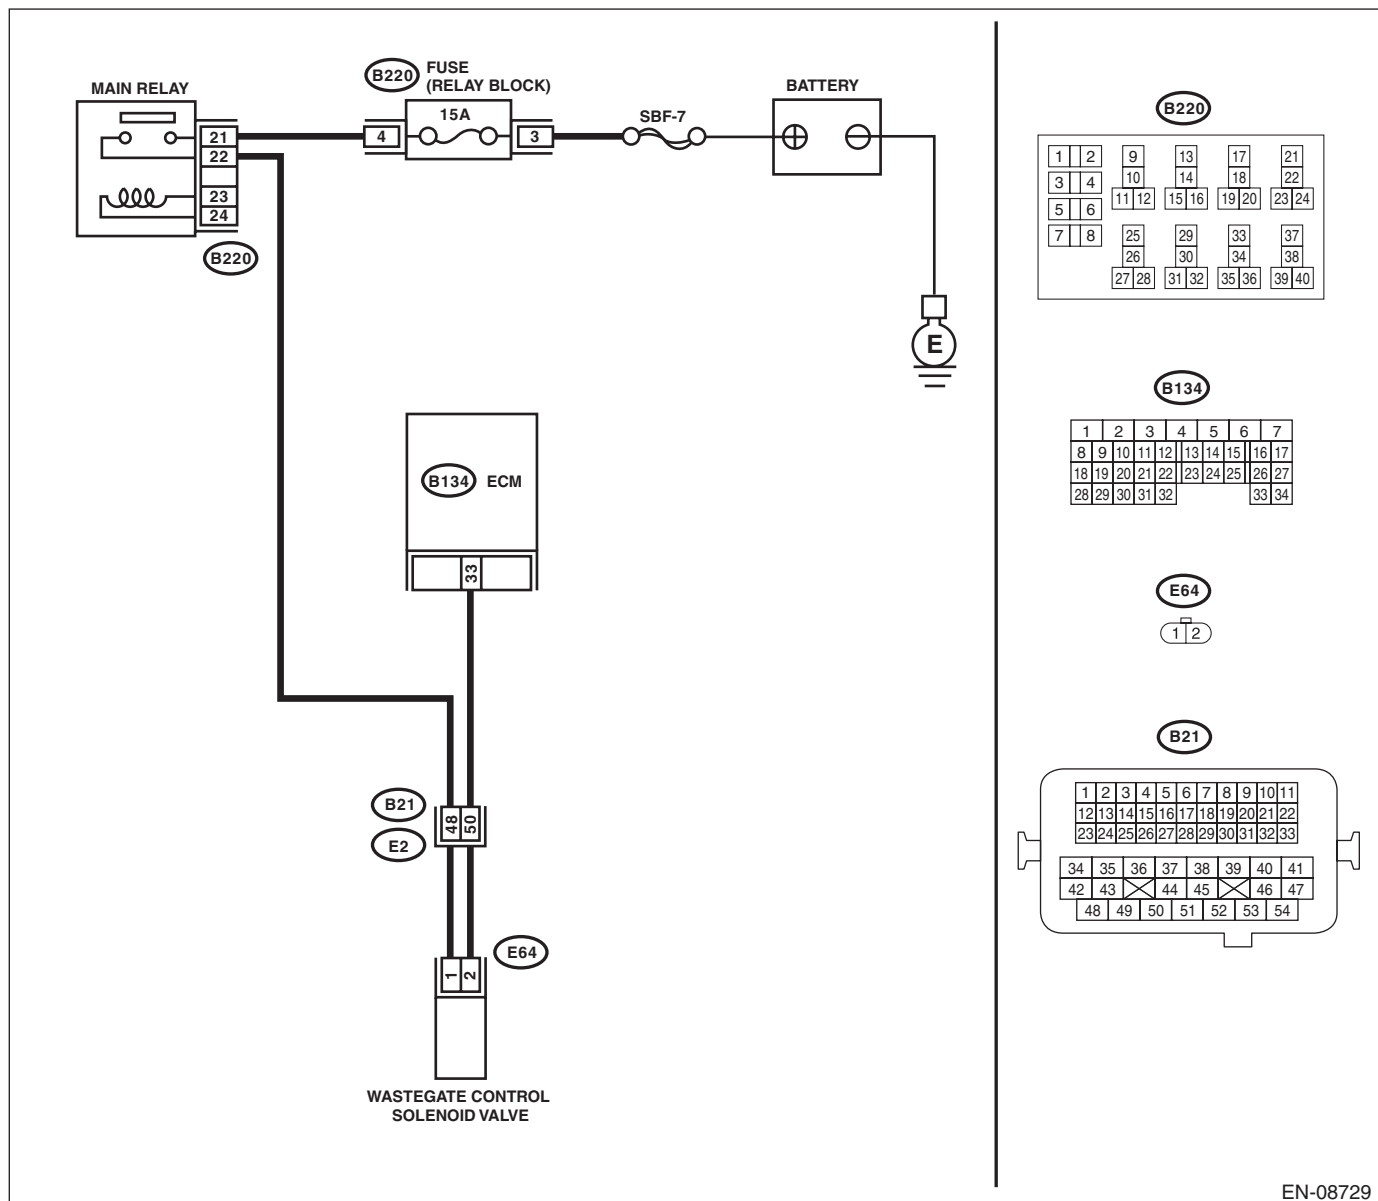 MAIN RELAY
B220
FUSE
(RELAY BLOCK)
15A
SBF-7
BATTERY
21
22
23
24
4
3
B220
E
B134 ECM
33
B21
E2
48 50
E64
1 2
WASTEGATE CONTROL
SOLENOID VALVE
B220
1 2 9 13 17 21
10 14 18 22
3 4
11 12 15 16 19 20 23 24
5 6
7 8 25 29 33 37
26 30 34 38
27 28 31 32 35 36 39 40
B134
1 2 3 4 5 6 7
8 9 10 11 12 13 14 15 16 17
18 19 20 21 22 23 24 25 26 27
28 29 30 31 32 33 34
E64
1 2
B21
1 2 3 4 5 6 7 8 9 10 11
12 13 14 15 16 17 18 19 20 21 22
23 24 25 26 27 28 29 30 31 32 33
34 35 36 37 38 39 40 41
42 43 44 45 46 47
48 49 50 51 52 53 54
EN-08729